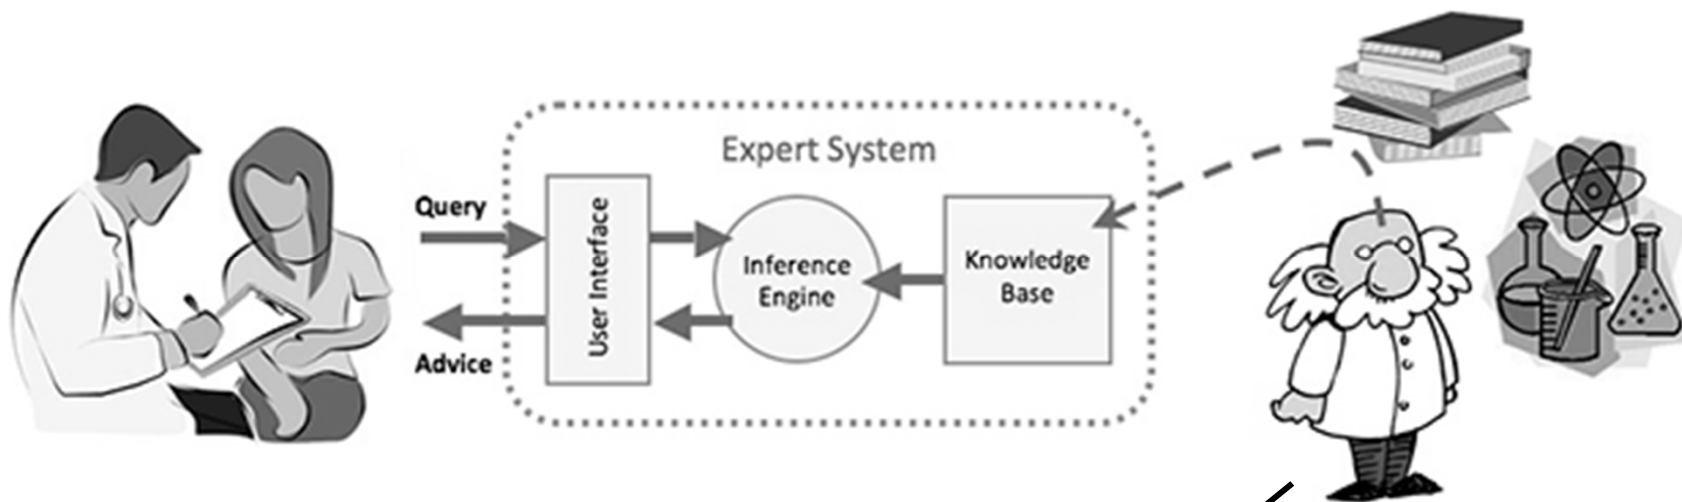 Expert System
Query
User Interface
Inference
Engine
Knowledge
Base
Advice